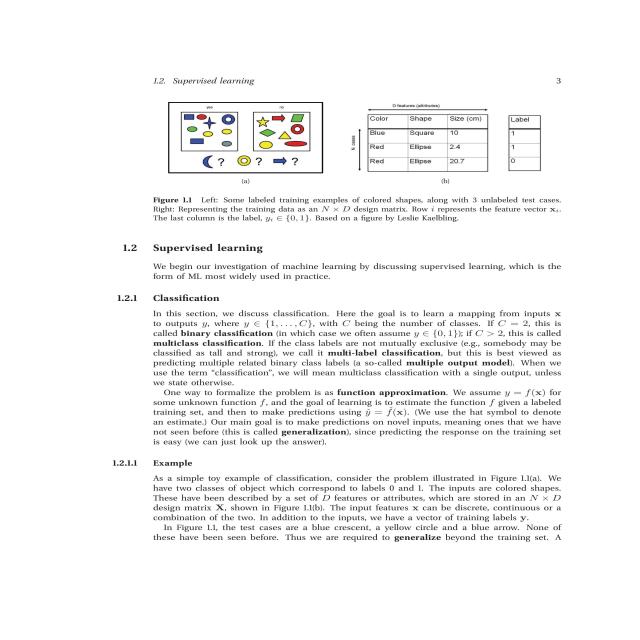 1.2. Supervised learning 3
yes no
? ? ?
(a)
D features (attributes)
N cases
Color Shape Size (cm) Label
Blue Square 10 1
Red Ellipse 2.4 1
Red Ellipse 20.7 0
(b)
Figure 1.1 Left: Some labeled training examples of colored shapes, along with 3 unlabeled test cases.
Right: Representing the training data as an N × D design matrix. Row i represents the feature vector xᵢ.
The last column is the label, yᵢ ∈ {0, 1}. Based on a figure by Leslie Kaelbling.
1.2 Supervised learning
We begin our investigation of machine learning by discussing supervised learning, which is the
form of ML most widely used in practice.
1.2.1 Classification
In this section, we discuss classification. Here the goal is to learn a mapping from inputs x
to outputs y, where y ∈ {1, . . . , C}, with C being the number of classes. If C = 2, this is
called binary classification (in which case we often assume y ∈ {0, 1}); if C > 2, this is called
multiclass classification. If the class labels are not mutually exclusive (e.g., somebody may be
classified as tall and strong), we call it multi-label classification, but this is best viewed as
predicting multiple related binary class labels (a so-called multiple output model). When we
use the term "classification", we will mean multiclass classification with a single output, unless
we state otherwise.
One way to formalize the problem is as function approximation. We assume y = f(x) for
some unknown function f, and the goal of learning is to estimate the function f given a labeled
training set, and then to make predictions using ŷ = f̂(x). (We use the hat symbol to denote
an estimate.) Our main goal is to make predictions on novel inputs, meaning ones that we have
not seen before (this is called generalization), since predicting the response on the training set
is easy (we can just look up the answer).
1.2.1.1 Example
As a simple toy example of classification, consider the problem illustrated in Figure 1.1(a). We
have two classes of object which correspond to labels 0 and 1. The inputs are colored shapes.
These have been described by a set of D features or attributes, which are stored in an N × D
design matrix X, shown in Figure 1.1(b). The input features x can be discrete, continuous or a
combination of the two. In addition to the inputs, we have a vector of training labels y.
In Figure 1.1, the test cases are a blue crescent, a yellow circle and a blue arrow. None of
these have been seen before. Thus we are required to generalize beyond the training set. A